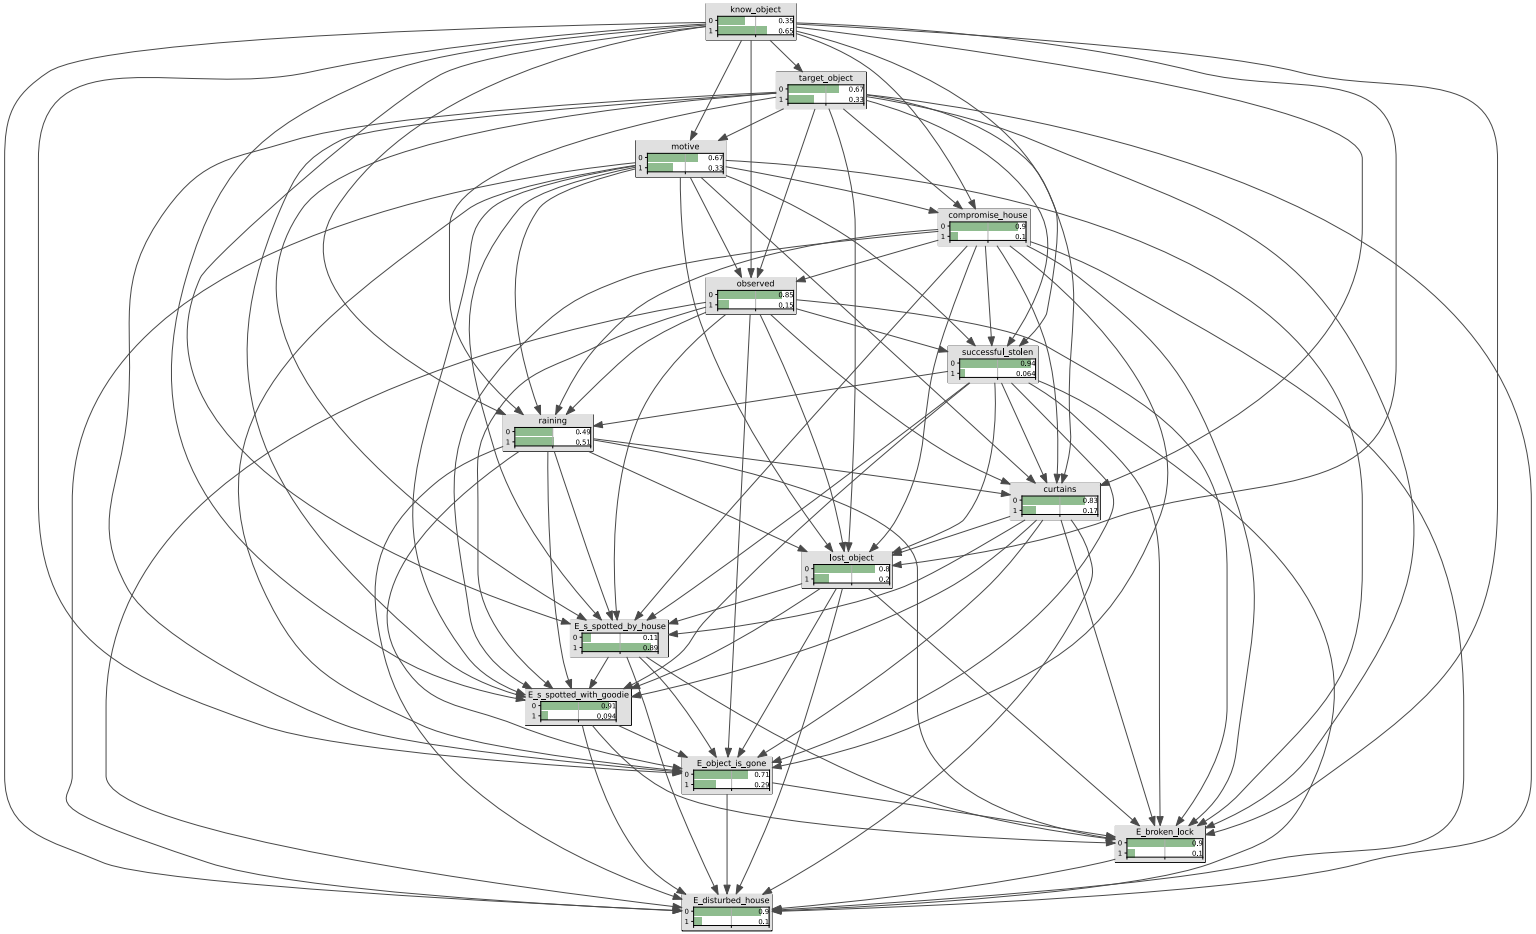 know_object
0 0.35
1 0.65
target_object
0 0.67
1 0.33
motive
0 0.67
1 0.33
compromise_house
0 0.9
1 0.1
observed
0 0.85
1 0.15
successful_stolen
0 0.94
1 0.064
raining
0 0.49
1 0.51
curtains
0 0.83
1 0.17
lost_object
0 0.8
1 0.2
E_s_spotted_by_house
0 0.11
1 0.89
E_s_spotted_with_goodie
0 0.91
1 0.094
E_object_is_gone
0 0.71
1 0.29
E_broken_lock
0 0.9
1 0.1
E_disturbed_house
0 0.9
1 0.1